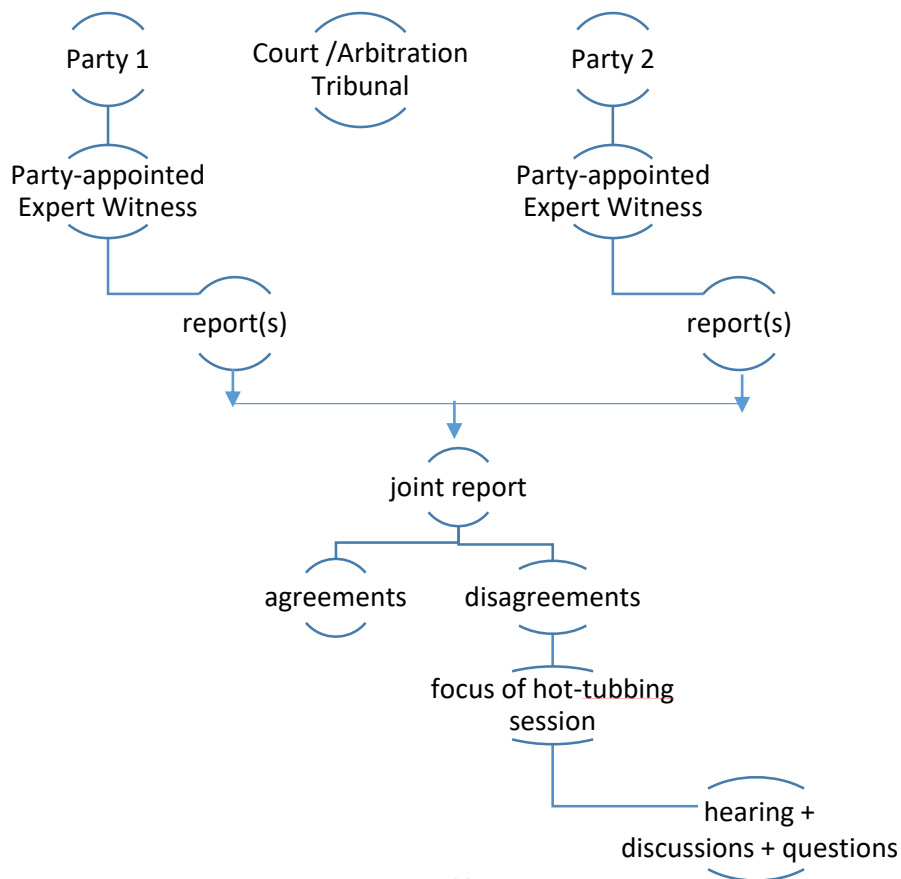 Party 1
Court /Arbitration
Tribunal
Party 2
Party-appointed
Expert Witness
Party-appointed
Expert Witness
report(s)
report(s)
joint report
agreements
disagreements
focus of hot-tubbing
session
hearing +
discussions + questions